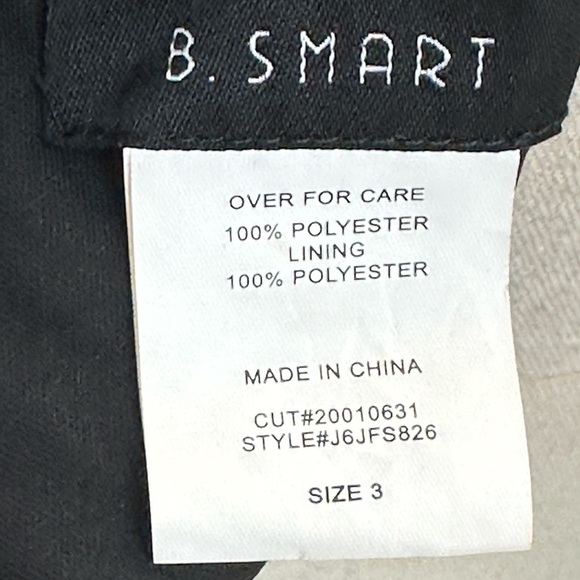 B. SMART
OVER FOR CARE
100% POLYESTER
LINING
100% POLYESTER
MADE IN CHINA
CUT#20010631
STYLE#J6JFS826
SIZE 3